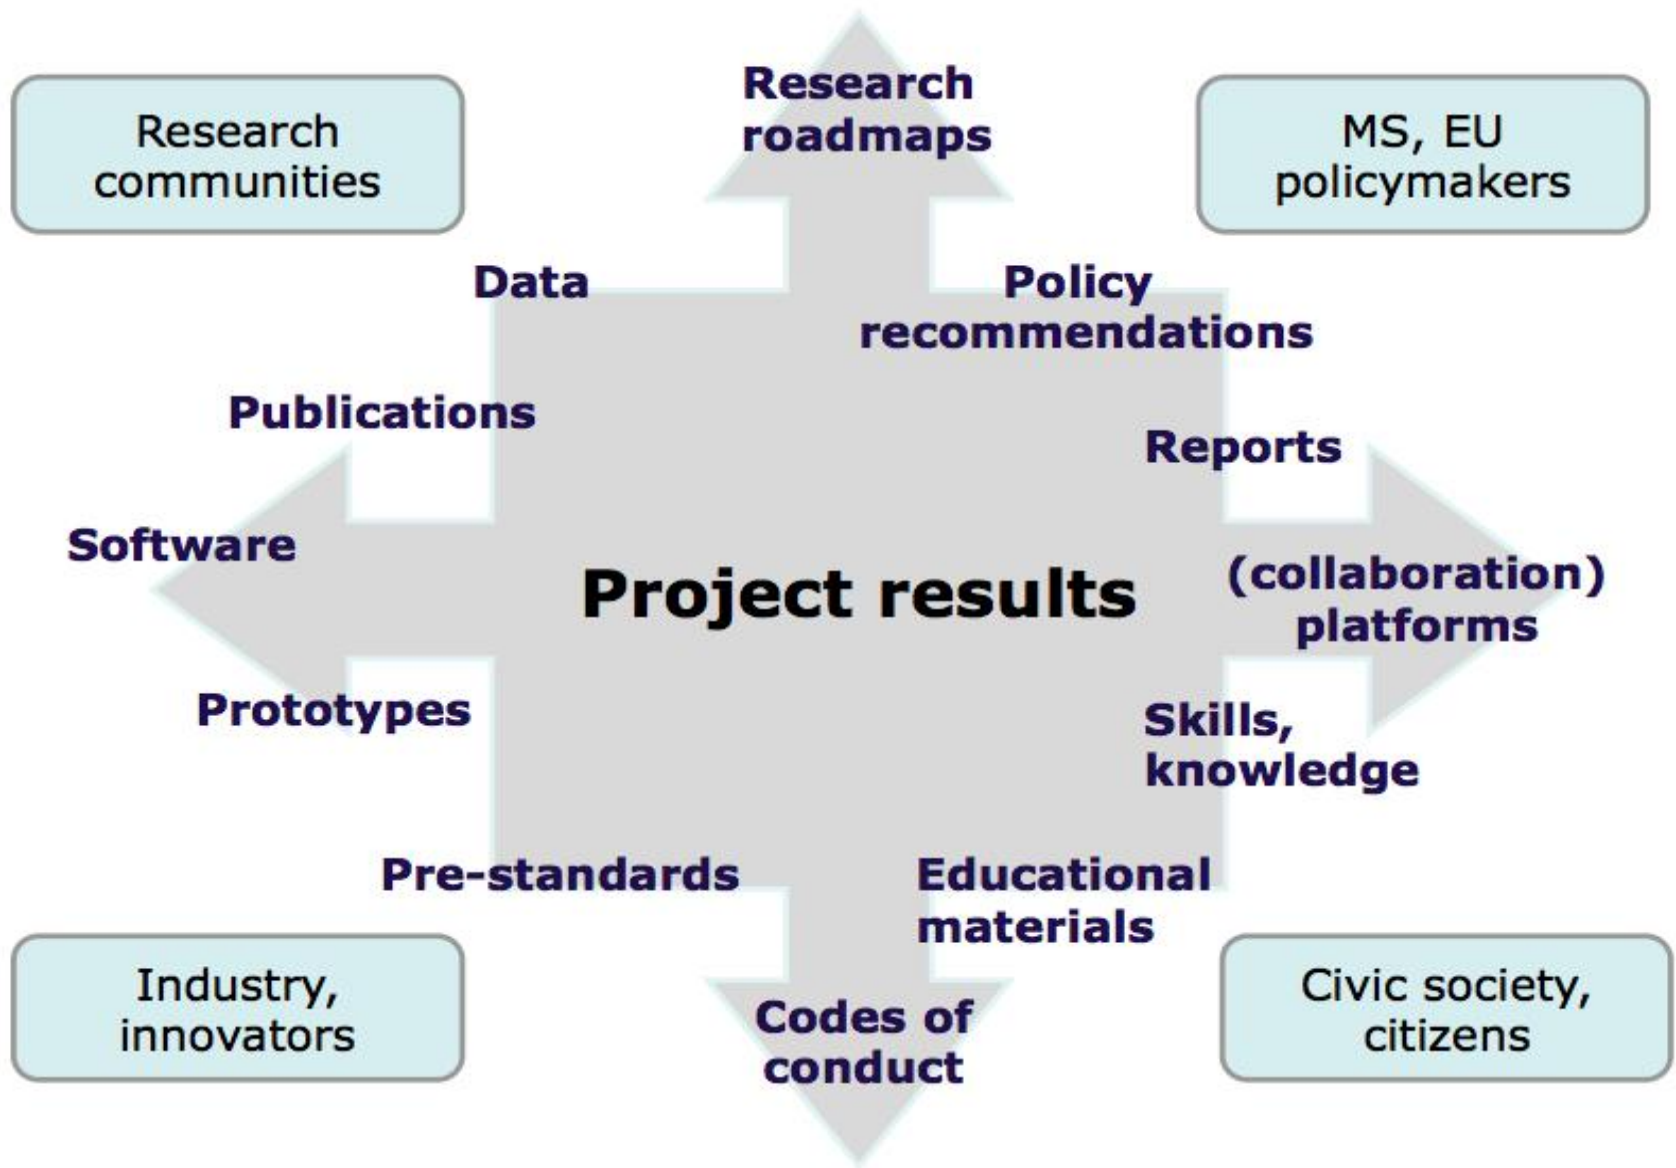 Research
roadmaps
Research
communities
MS, EU
policymakers
Data
Policy
recommendations
Publications
Reports
Software
Project results
(collaboration)
platforms
Prototypes
Skills,
knowledge
Pre-standards
Educational
materials
Industry,
innovators
Civic society,
citizens
Codes of
conduct